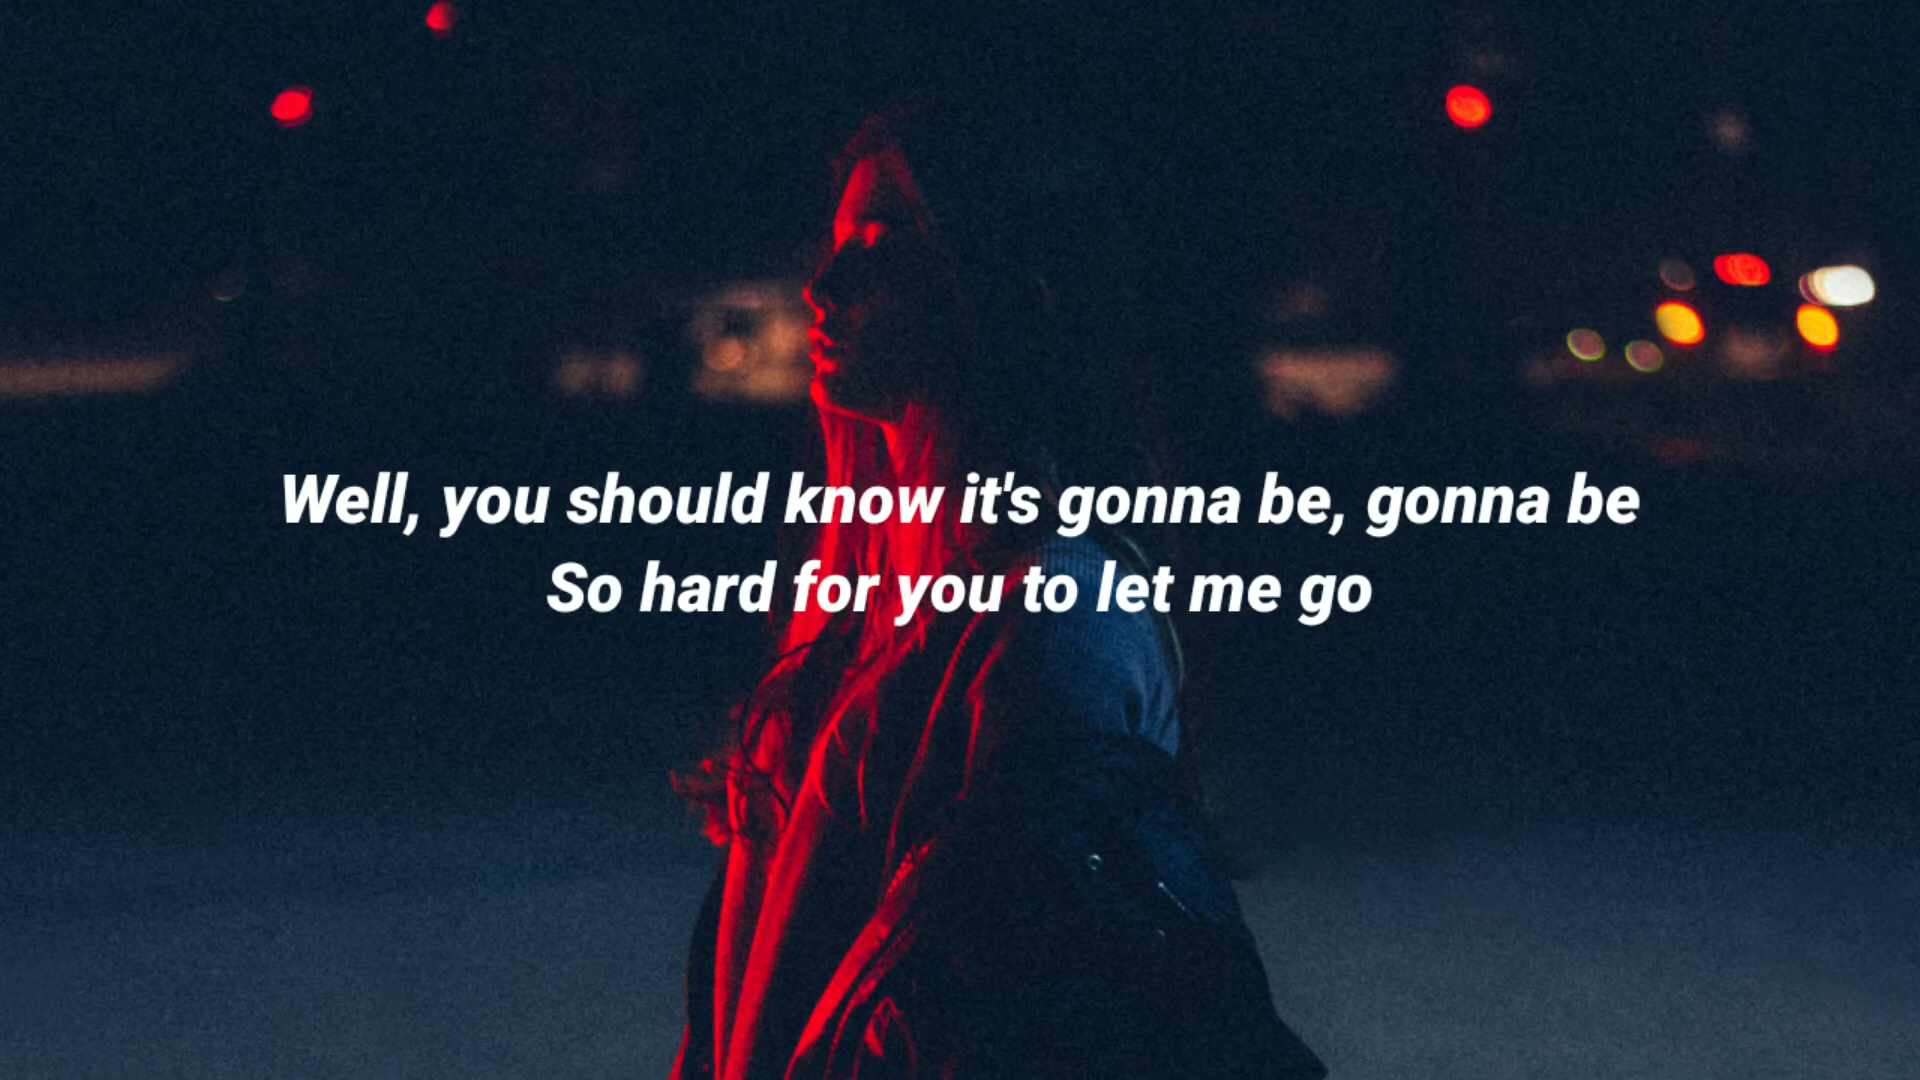 Well, you should know it's gonna be, gonna be
So hard for you to let me go